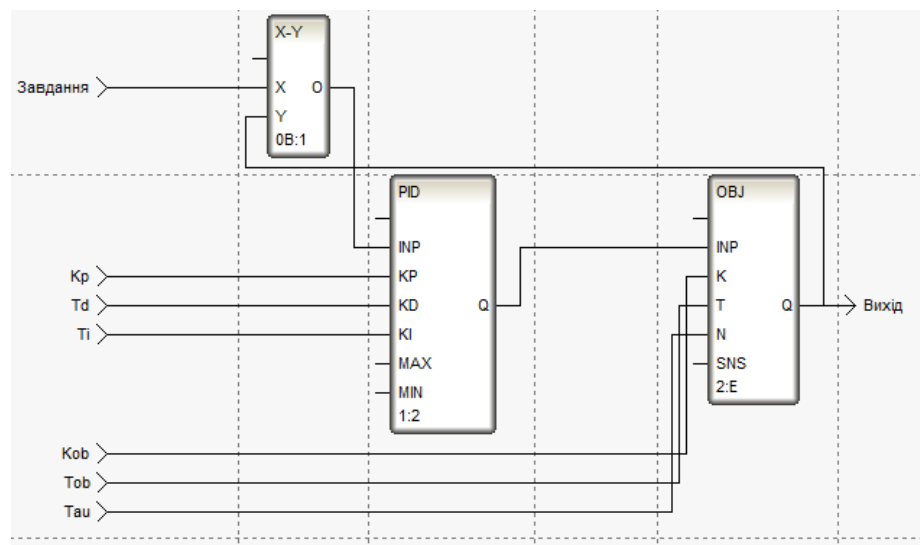 X-Y
Завдання
X O
Y
0B:1
PID
OBJ
INP
INP
Kp
KP
K
Td
KD
Q
T
Q
Вихід
Ti
KI
N
MAX
SNS
MIN
2:E
1:2
Kob
Tob
Tau